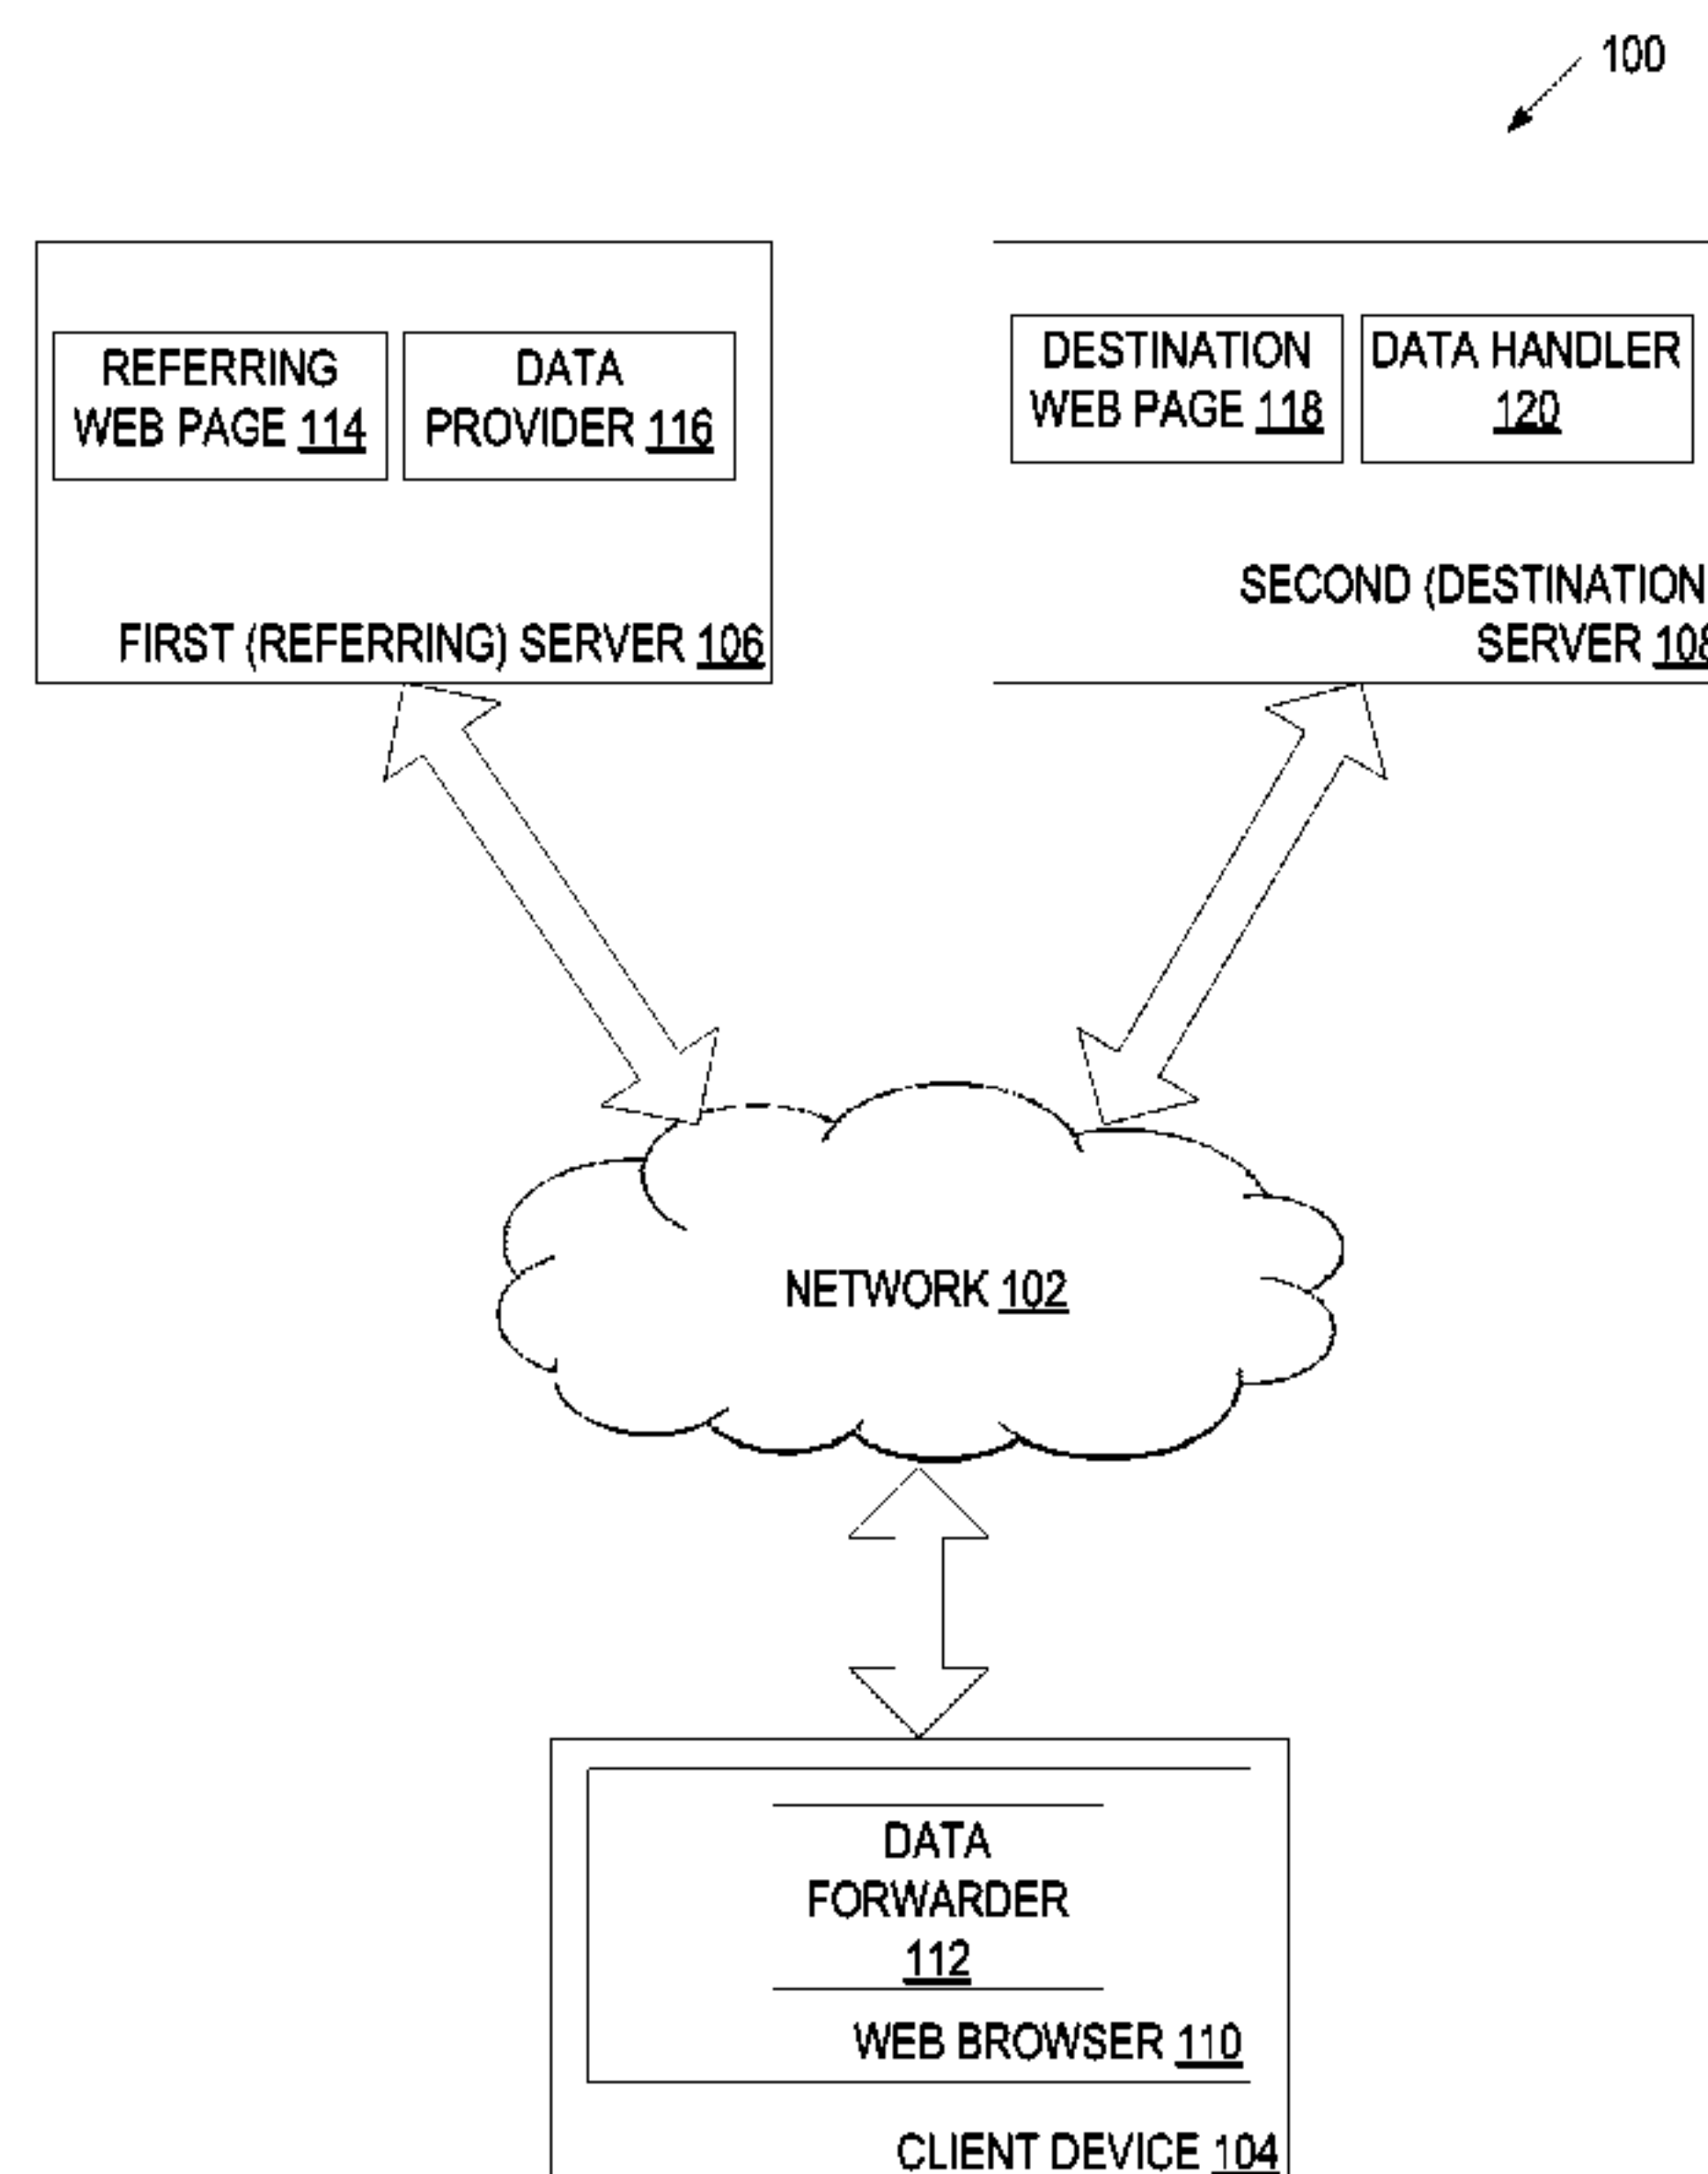 100
REFERRING
WEB PAGE 114
DATA
PROVIDER 116
FIRST (REFERRING) SERVER 106
DESTINATION
WEB PAGE 118
DATA HANDLER
120
SECOND (DESTINATION
SERVER 108
NETWORK 102
DATA
FORWARDER
112
WEB BROWSER 110
CLIENT DEVICE 104